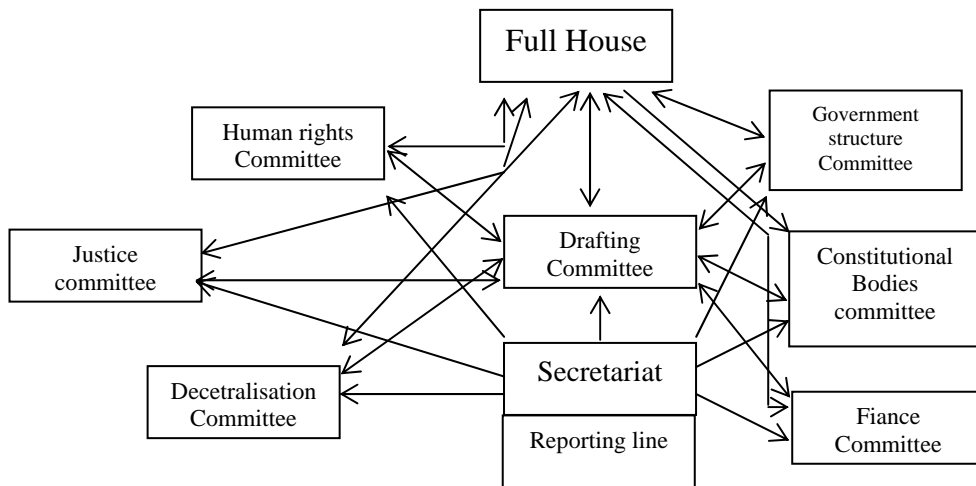 Full House
Human rights
Committee
Government
structure
Committee
Justice
committee
Drafting
Committee
Constitutional
Bodies
committee
Decetralisation
Committee
Secretariat
Reporting line
Fiance
Committee